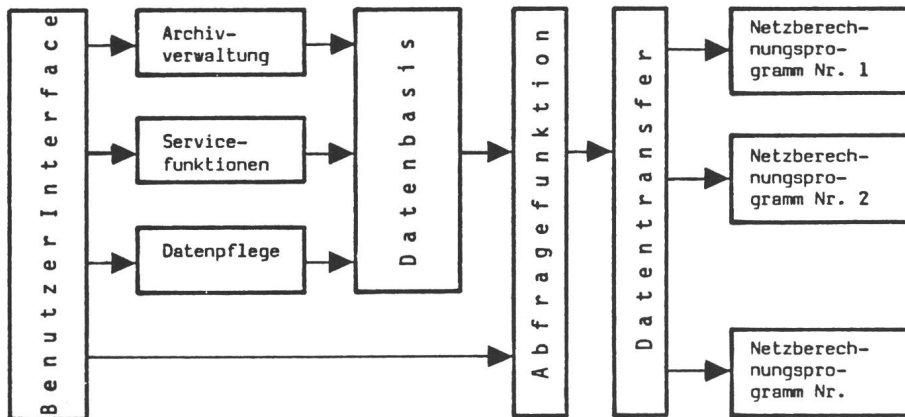 Benutzer Interface
Archiv-
verwaltung
Service-
funktionen
Datenpflege
Datenbasis
Abfragefunktion
Datentransfer
Netzberech-
nungspro-
gramm Nr. 1
Netzberech-
nungspro-
gramm Nr. 2
Netzberech-
nungspro-
gramm Nr.